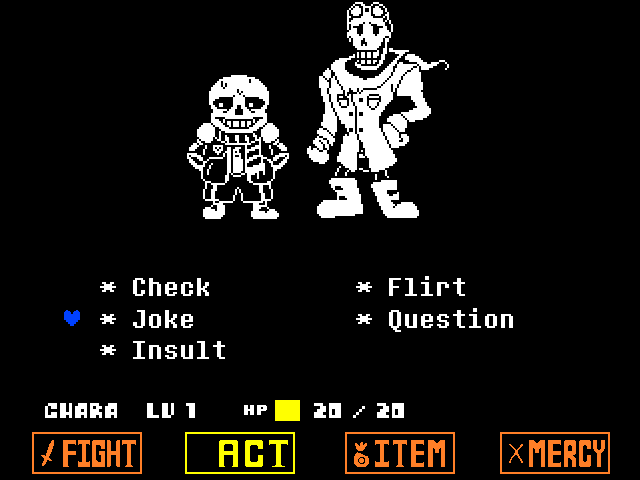 * Check * Flirt
* Joke * Question
* Insult
CHARA LV 1 HP 20 / 20
FIGHT ACT ITEM MERCY